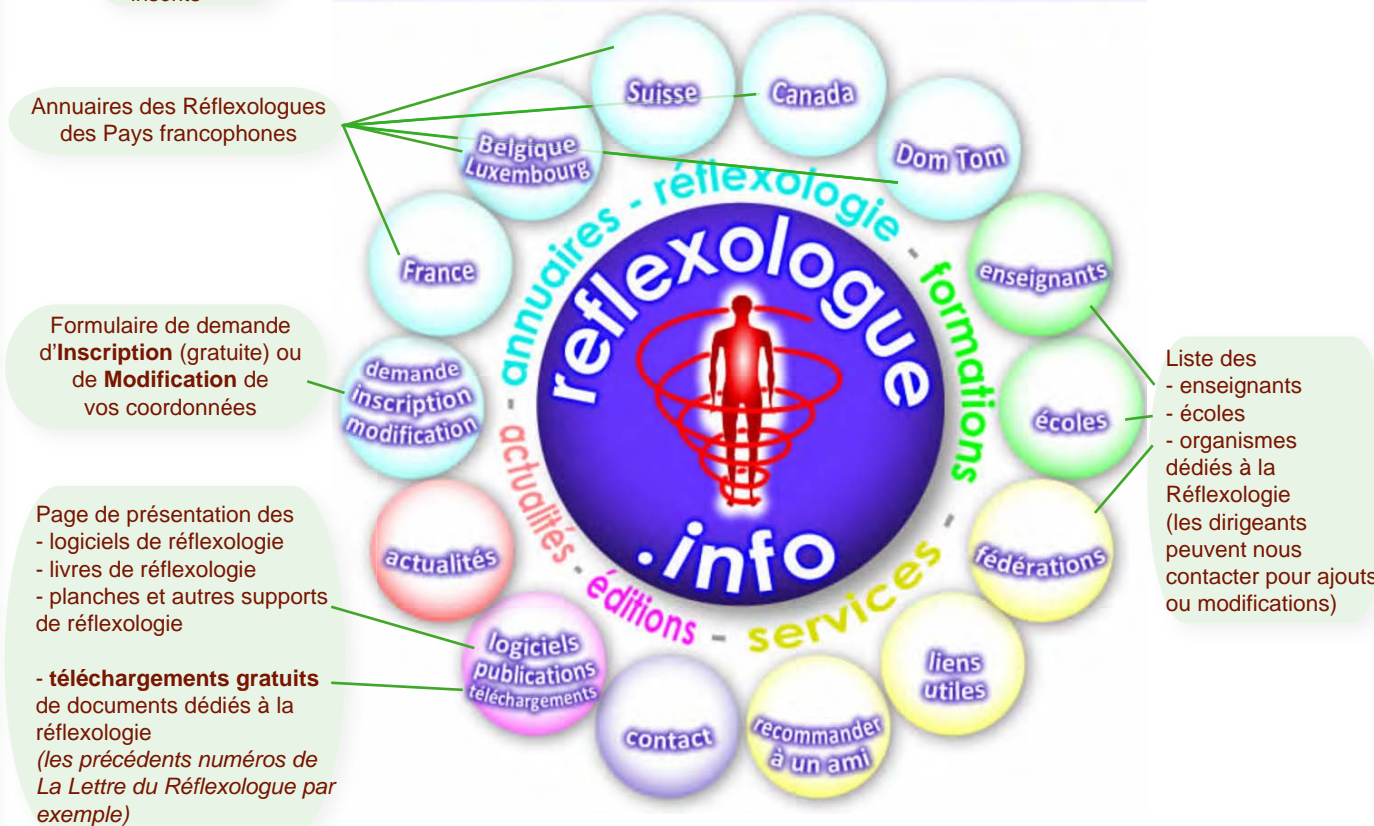 Annuaires des Réflexologues
des Pays francophones
Formulaire de demande
d'Inscription (gratuite) ou
de Modification de
vos coordonnées
Page de présentation des
- logiciels de réflexologie
- livres de réflexologie
- planches et autres supports
de réflexologie
- téléchargements gratuits
de documents dédiés à la
réflexologie
(les précédents numéros de
La Lettre du Réflexologue par
exemple)
Suisse
Canada
Belgique
Luxembourg
Dom Tom
France
enseignants
demande
inscription
modification
écoles
actualités
fédérations
logiciels
publications
téléchargements
liens
utiles
contact
recommander
à un ami
- annuaires - réflexologie - formations - services - éditions - actualités
reflexologue
.info
Liste des
- enseignants
- écoles
- organismes
dédiés à la
Réflexologie
(les dirigeants
peuvent nous
contacter pour ajouts
ou modifications)